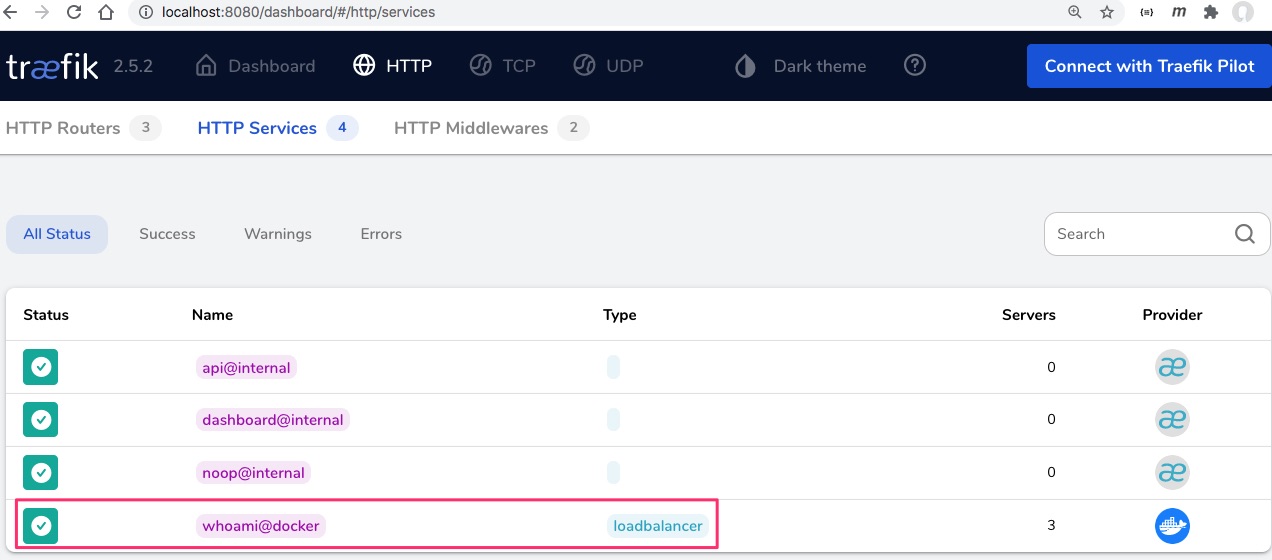 localhost:8080/dashboard/#/http/services
træfik 2.5.2 Dashboard HTTP TCP UDP Dark theme Connect with Traefik Pilot
HTTP Routers 3 HTTP Services 4 HTTP Middlewares 2
All Status Success Warnings Errors Search
Status Name Type Servers Provider
api@internal 0 æ
dashboard@internal 0 æ
noop@internal 0 æ
whoami@docker loadbalancer 3